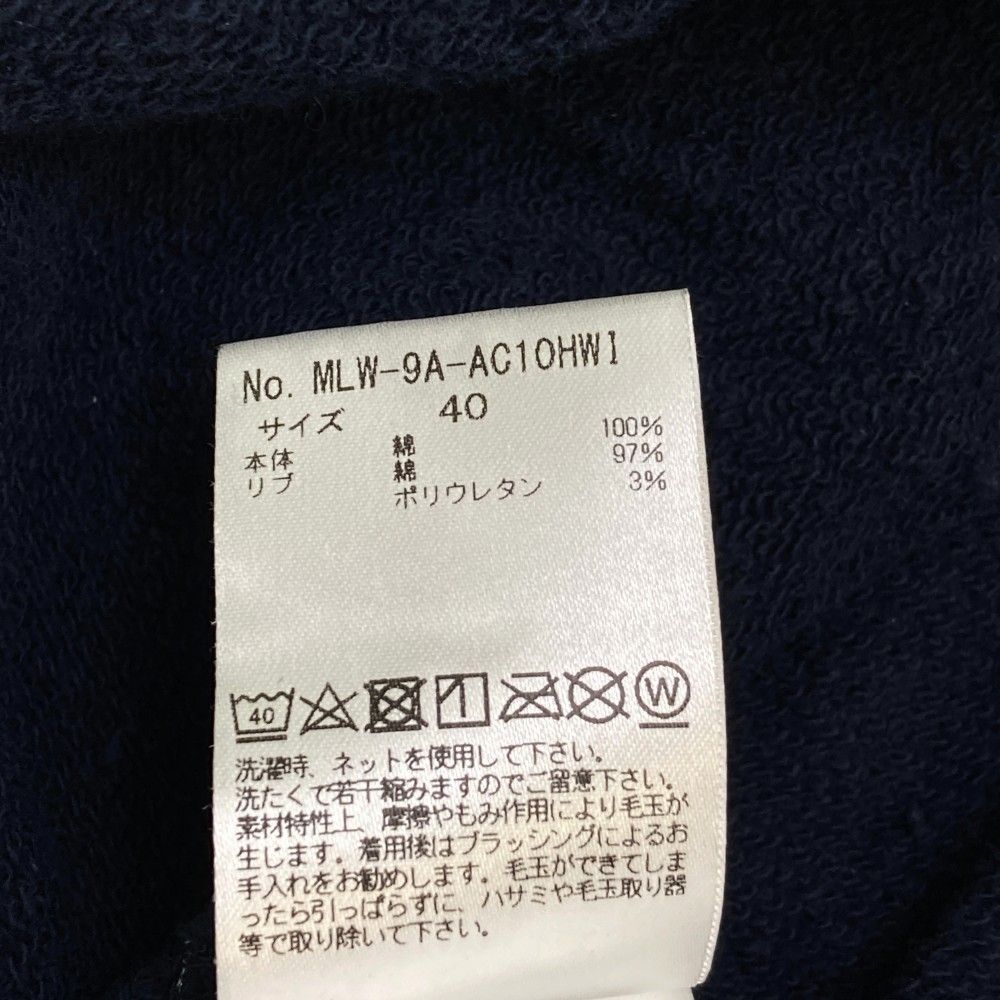 No. MLW-9A-AC10HWI
サイズ 40
本体 綿 100%
リブ 綿 97%
ポリウレタン 3%
40 W
洗濯時、ネットを使用して下さい。
洗たくで若干縮みますのでご留意下さい。
素材特性上、摩擦やもみ作用により毛玉が
生じます。着用後はブラッシングによるお
手入れをお勧めします。毛玉ができてしま
ったら引っぱらずに、ハサミや毛玉取り器
等で取り除いて下さい。